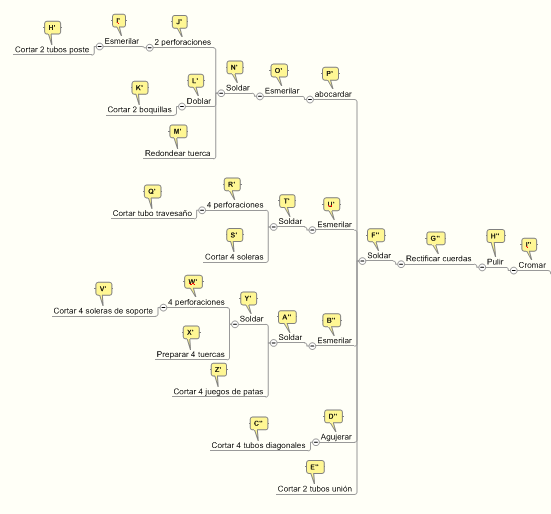 H'
Cortar 2 tubos poste
I'
Esmerilar
J'
2 perforaciones
K'
Cortar 2 boquillas
L'
Doblar
M'
Redondear tuerca
N'
Soldar
O'
Esmerilar
P'
abocardar
Q'
Cortar tubo travesaño
R'
4 perforaciones
S'
Cortar 4 soleras
T'
Soldar
U'
Esmerilar
V'
Cortar 4 soleras de soporte
W'
4 perforaciones
X'
Preparar 4 tuercas
Y'
Soldar
Z'
Cortar 4 juegos de patas
A''
Soldar
B''
Esmerilar
C''
Cortar 4 tubos diagonales
D''
Agujerar
E''
Cortar 2 tubos unión
F''
Soldar
G''
Rectificar cuerdas
H''
Pulir
I''
Cromar